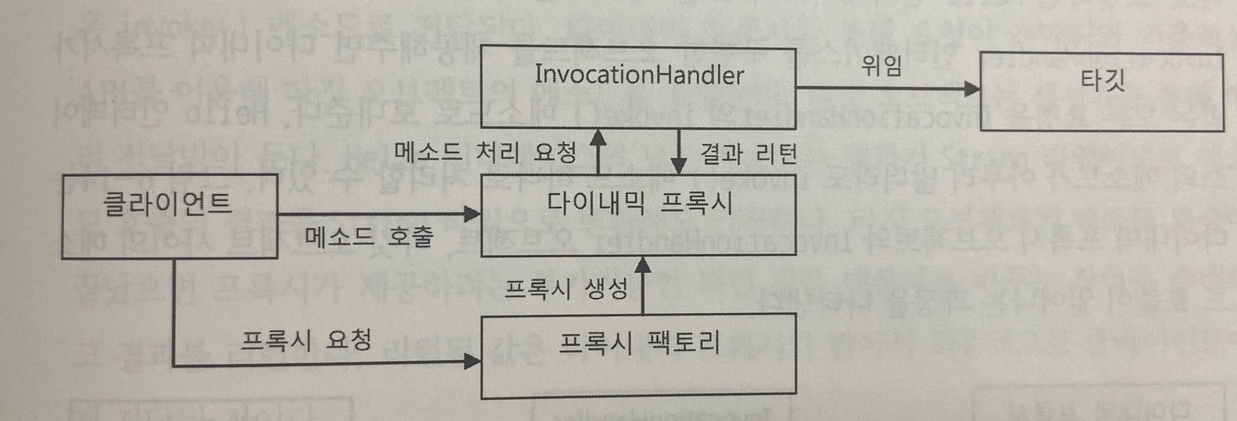 InvocationHandler
위임
타깃
메소드 처리 요청
결과 리턴
클라이언트
다이내믹 프록시
메소드 호출
프록시 생성
프록시 요청
프록시 팩토리